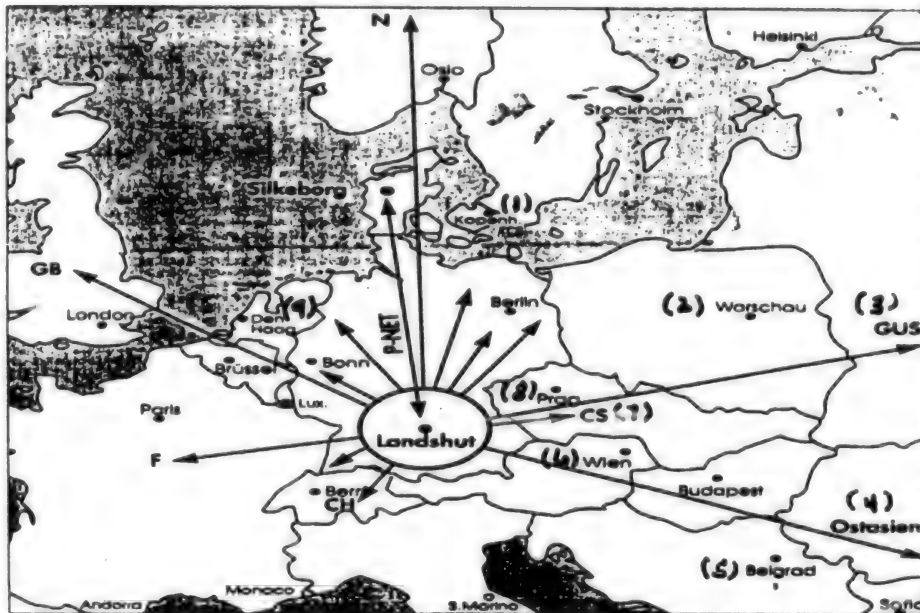 N
Helsinki
Oslo
Stockholm
Silkeborg
(1)
GB
(9)
Berlin
(2) Warschau
(3)
London
Den
Haag
P-NET
GUS
Brüssel
Bonn
(8) Prag
Lux.
CS (7)
Paris
Landshut
F
(6) Wien
Bern
CH
Budapest
(4)
Ostasien
(5) Belgrad
Monaco
Andorra
S.Marino